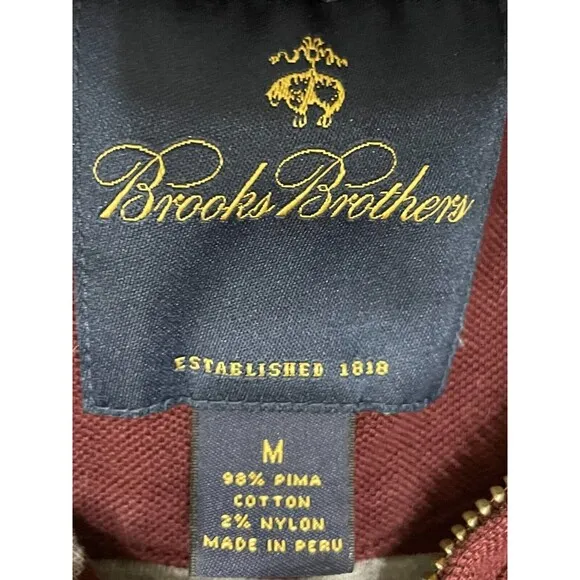 Brooks Brothers
ESTABLISHED 1818
M
98% PIMA
COTTON
2% NYLON
MADE IN PERU